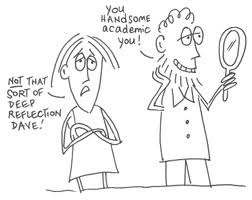 YOU
HANDSOME
academic
you!
NOT THAT
SORT OF
DEEP
REFLECTION
DAVE!